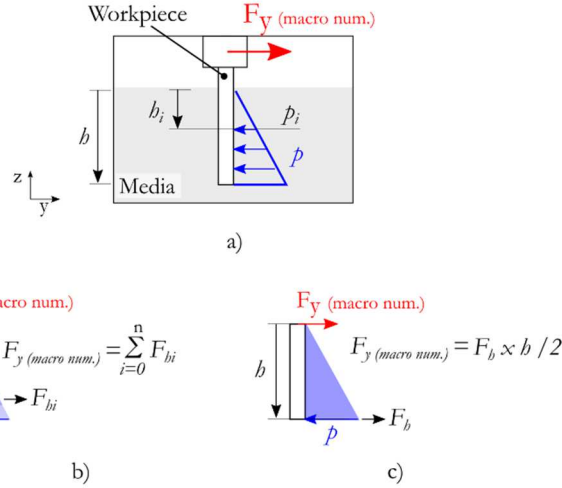 Workpiece
Fy (macro num.)
h
hi
pi
p
Media
z
y
a)
acro num.)
Fy (macro num.) = n∑i=0 Fhi
Fhi
b)
Fy (macro num.)
h
Fy (macro num.) = Fh x h / 2
p
Fh
c)